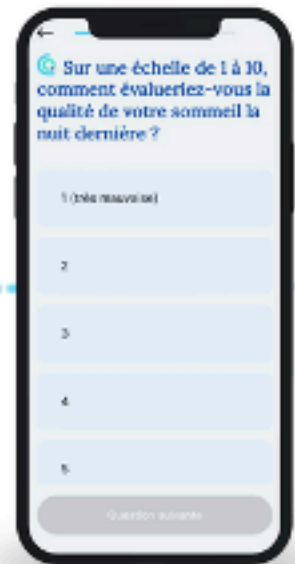 Sur une échelle de 1 à 10,
comment évalueriez-vous la
qualité de votre sommeil la
nuit dernière ?
1 (très mauvaise)
2
3
4
5
Question suivante